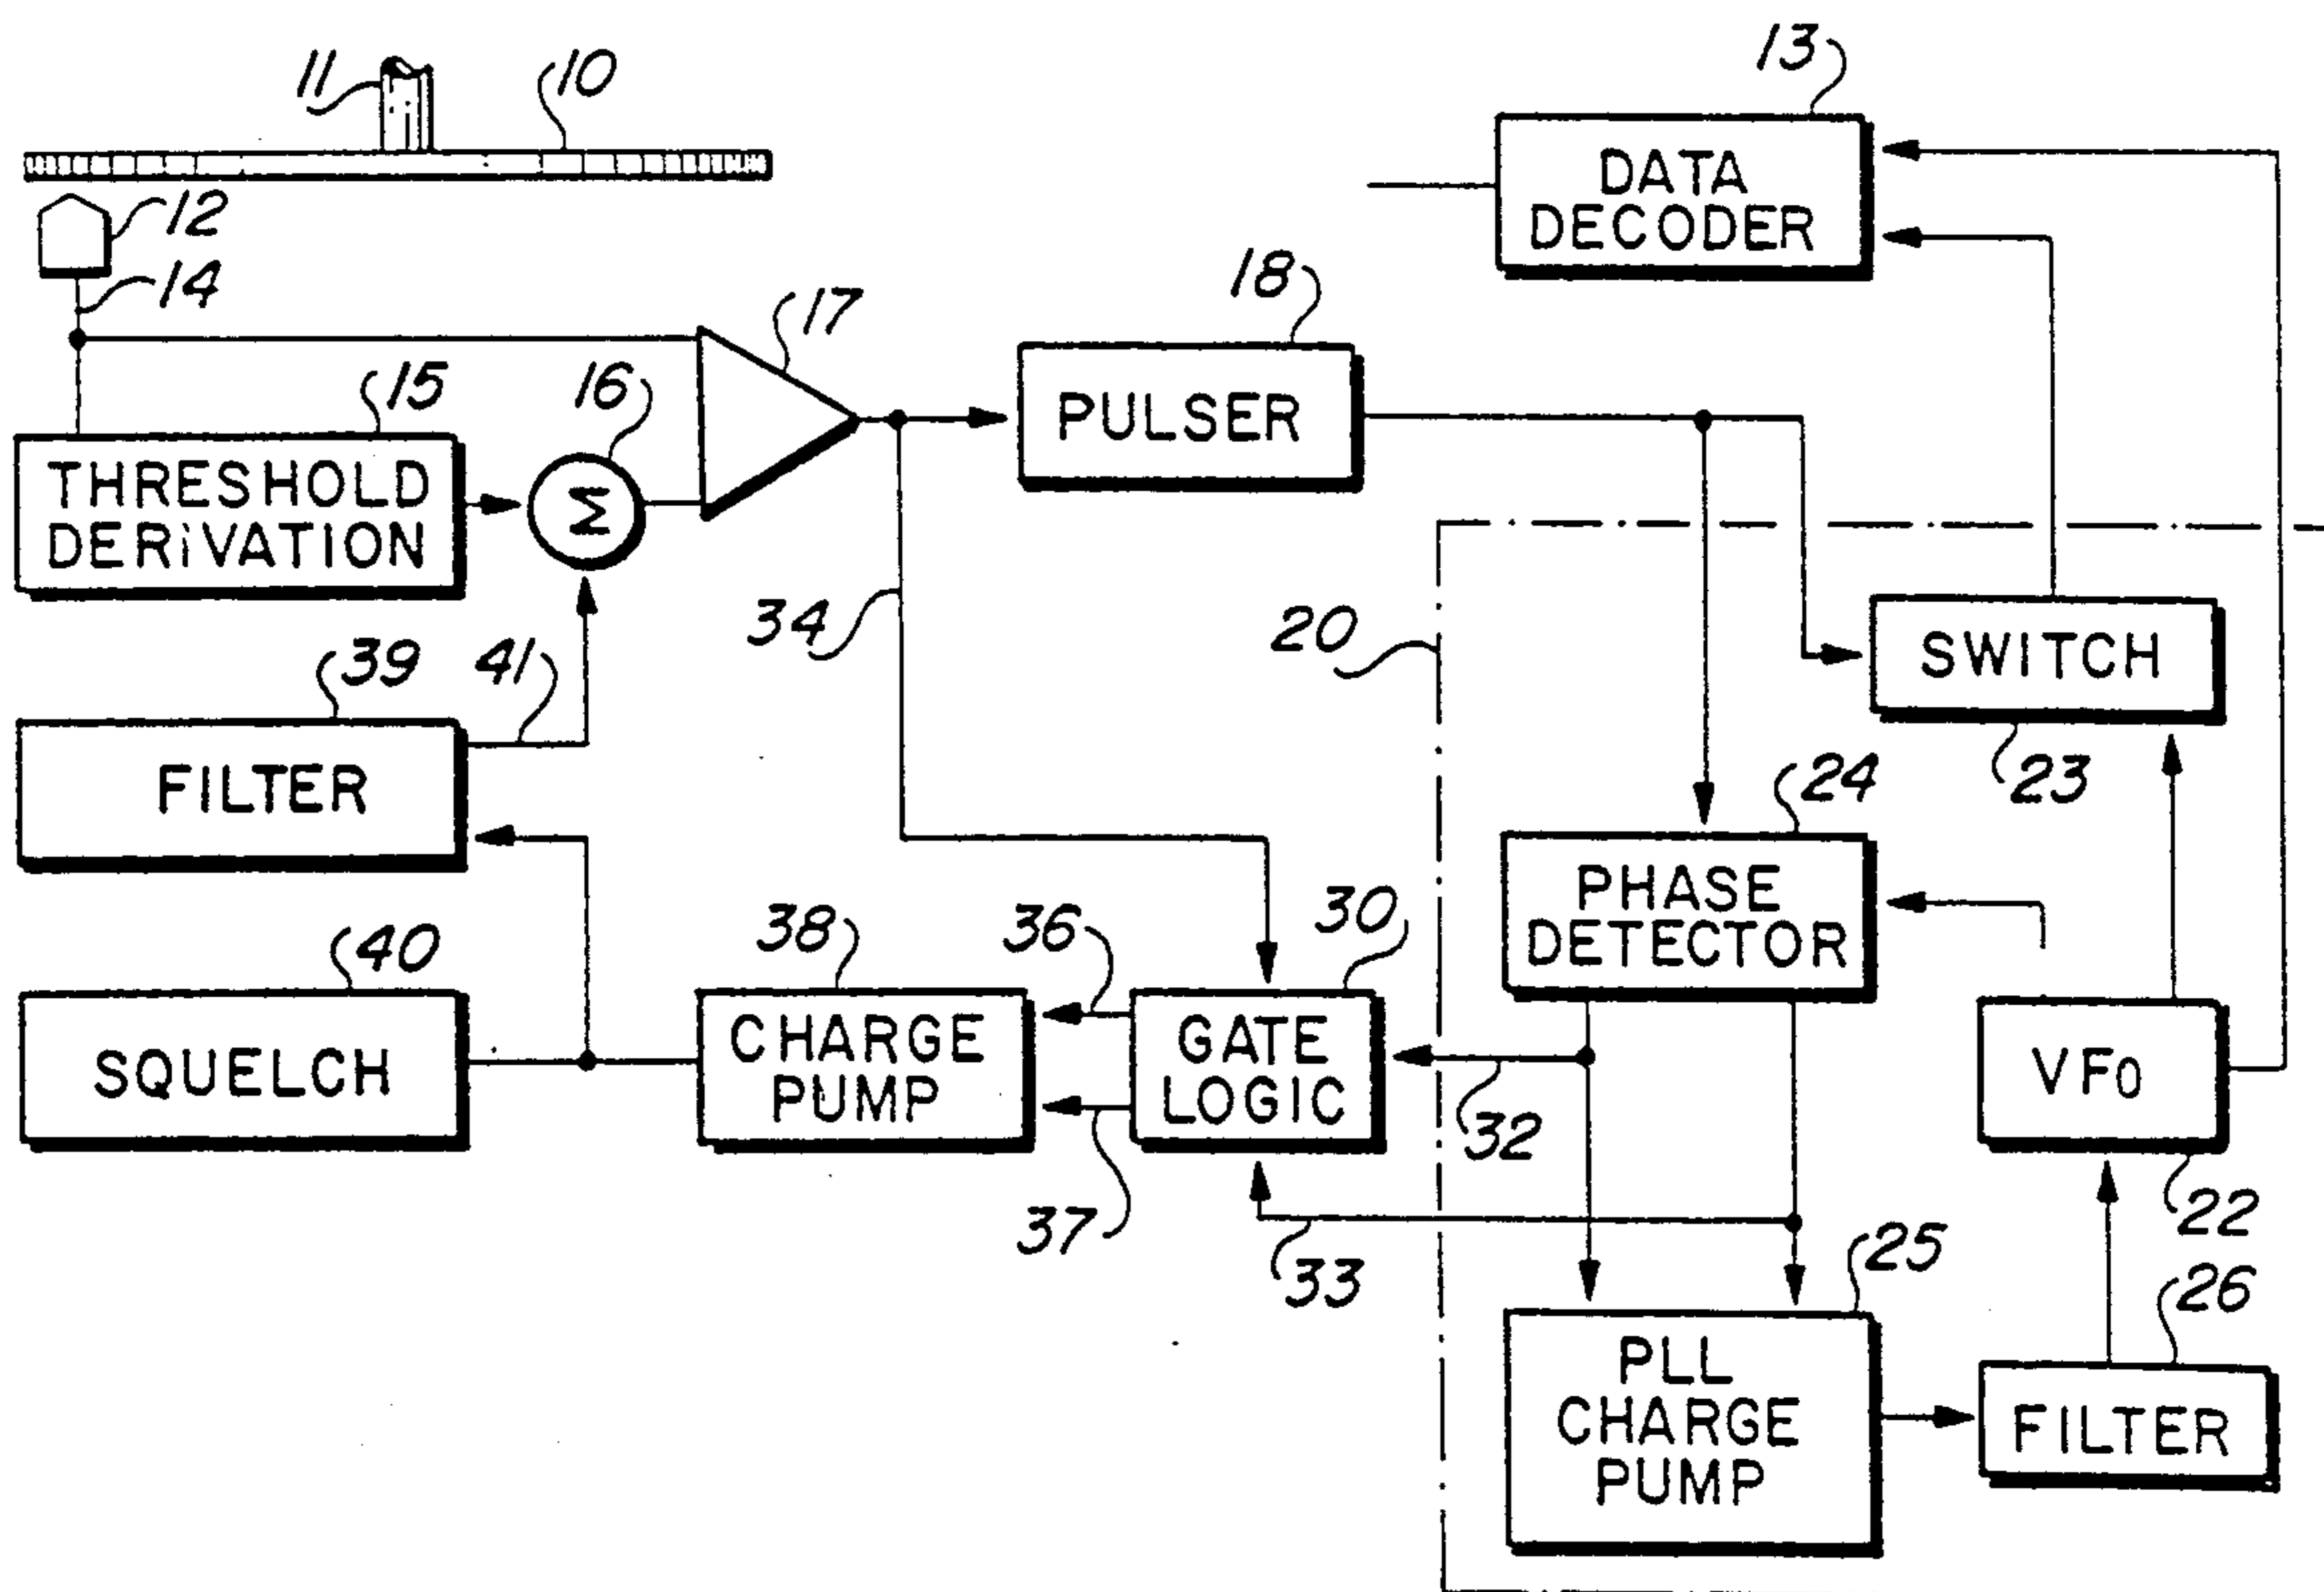 11
10
13
12
14
DATA
DECODER
17
18
15
16
PULSER
THRESHOLD
DERiVATION
Σ
34
20
SWITCH
39
41
23
FILTER
24
PHASE
DETECTOR
40
38
36
30
SQUELCH
CHARGE
PUMP
GATE
LOGIC
VFO
32
37
33
22
25
26
PLL
CHARGE
PUMP
FILTER